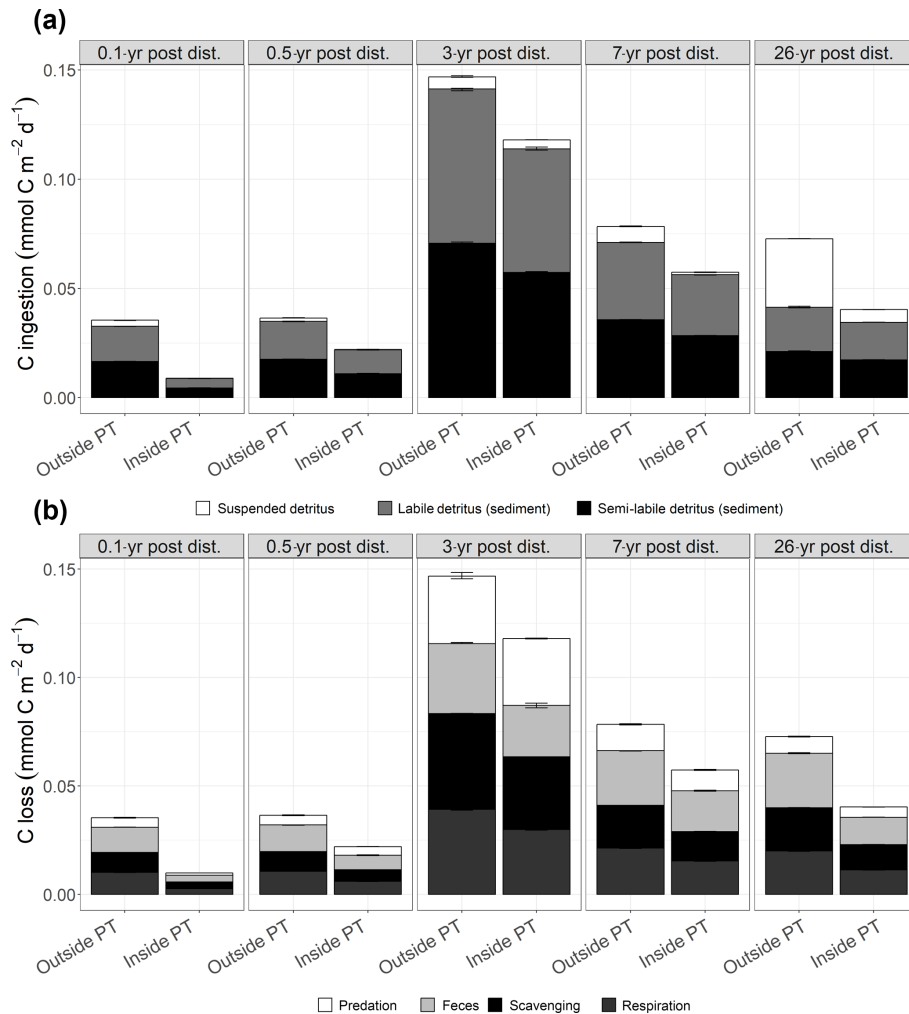 (a)
0.1-yr post dist. 0.5-yr post dist. 3-yr post dist. 7-yr post dist. 26-yr post dist.
C ingestion (mmol C m⁻² d⁻¹)
0.15
0.10
0.05
0.00
Outside PT Inside PT Outside PT Inside PT Outside PT Inside PT Outside PT Inside PT Outside PT Inside PT
Suspended detritus Labile detritus (sediment) Semi-labile detritus (sediment)
(b)
0.1-yr post dist. 0.5-yr post dist. 3-yr post dist. 7-yr post dist. 26-yr post dist.
C loss (mmol C m⁻² d⁻¹)
0.15
0.10
0.05
0.00
Outside PT Inside PT Outside PT Inside PT Outside PT Inside PT Outside PT Inside PT Outside PT Inside PT
Predation Feces Scavenging Respiration